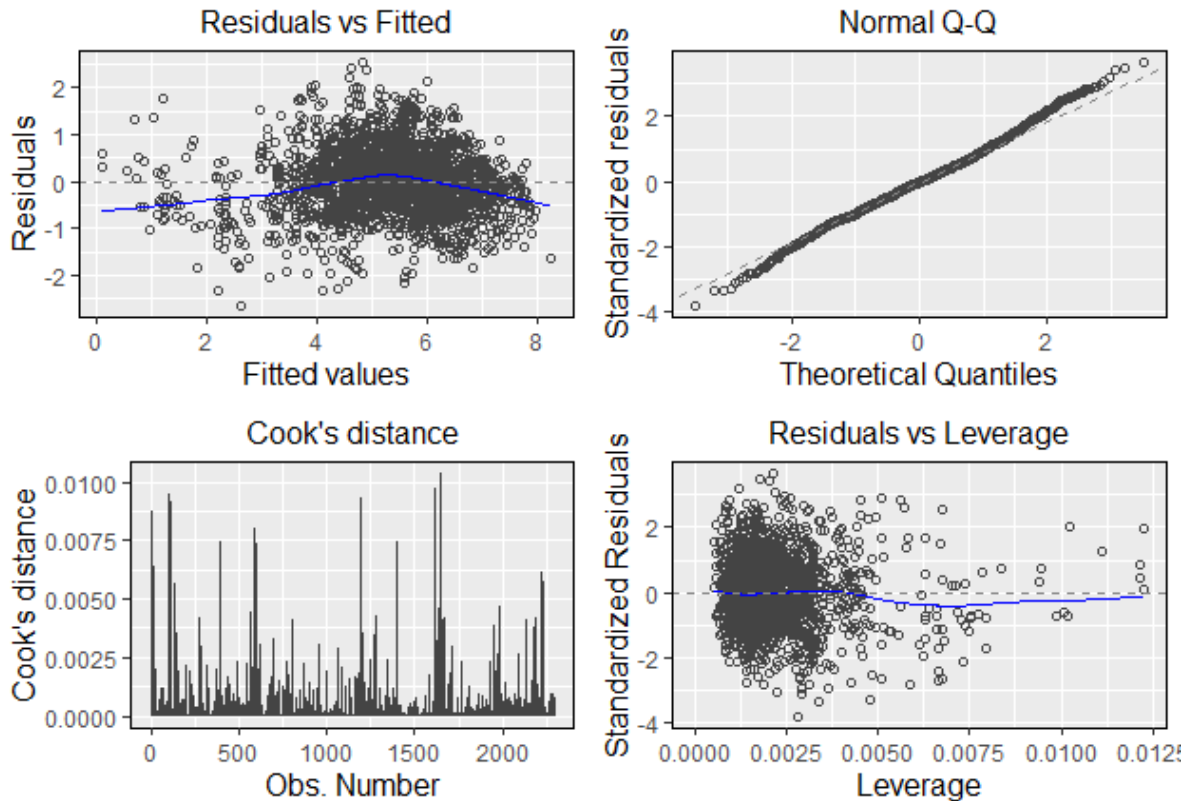 Residuals vs Fitted
Residuals
2
1
0
-1
-2
0 2 4 6 8
Fitted values
Normal Q-Q
Standardized residuals
2
0
-2
-4
-2 0 2
Theoretical Quantiles
Cook's distance
Cook's distance
0.0100
0.0075
0.0050
0.0025
0.0000
0 500 1000 1500 2000
Obs. Number
Residuals vs Leverage
Standardized Residuals
2
0
-2
-4
0.0000 0.0025 0.0050 0.0075 0.0100 0.0125
Leverage